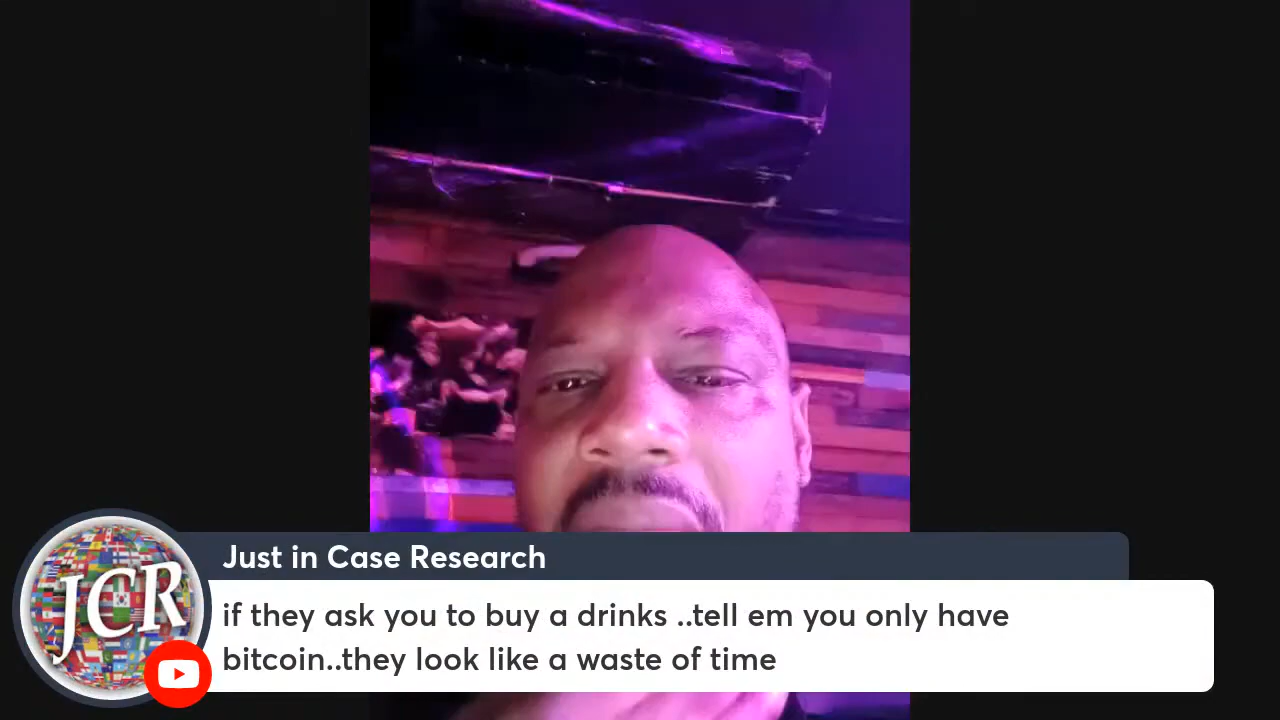 Just in Case Research
if they ask you to buy a drinks ..tell em you only have
bitcoin..they look like a waste of time
JCR